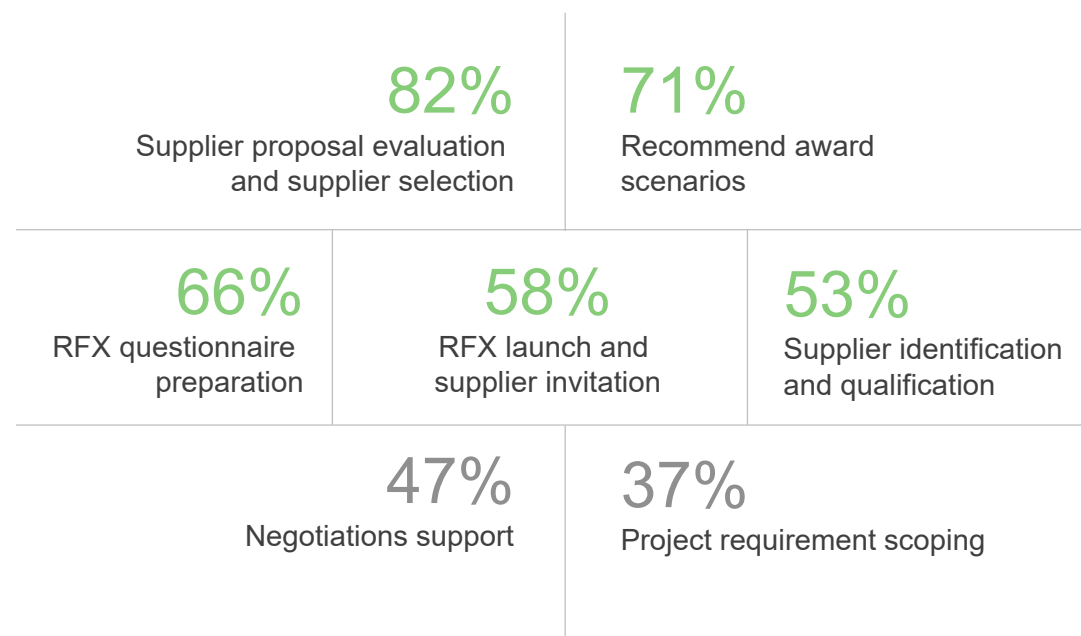 82%
Supplier proposal evaluation
and supplier selection
71%
Recommend award
scenarios
66%
RFX questionnaire
preparation
58%
RFX launch and
supplier invitation
53%
Supplier identification
and qualification
47%
Negotiations support
37%
Project requirement scoping